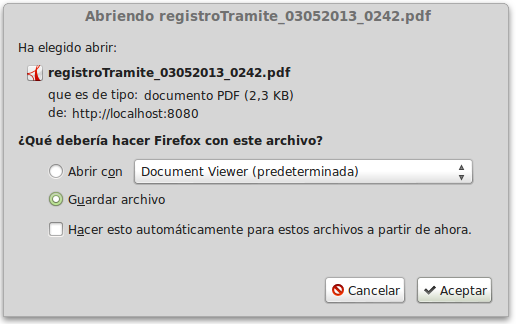 Abriendo registroTramite_03052013_0242.pdf
Ha elegido abrir:
registroTramite_03052013_0242.pdf
que es de tipo: documento PDF (2,3 KB)
de: http://localhost:8080
¿Qué debería hacer Firefox con este archivo?
Abrir con Document Viewer (predeterminada)
Guardar archivo
Hacer esto automáticamente para estos archivos a partir de ahora.
Cancelar Aceptar